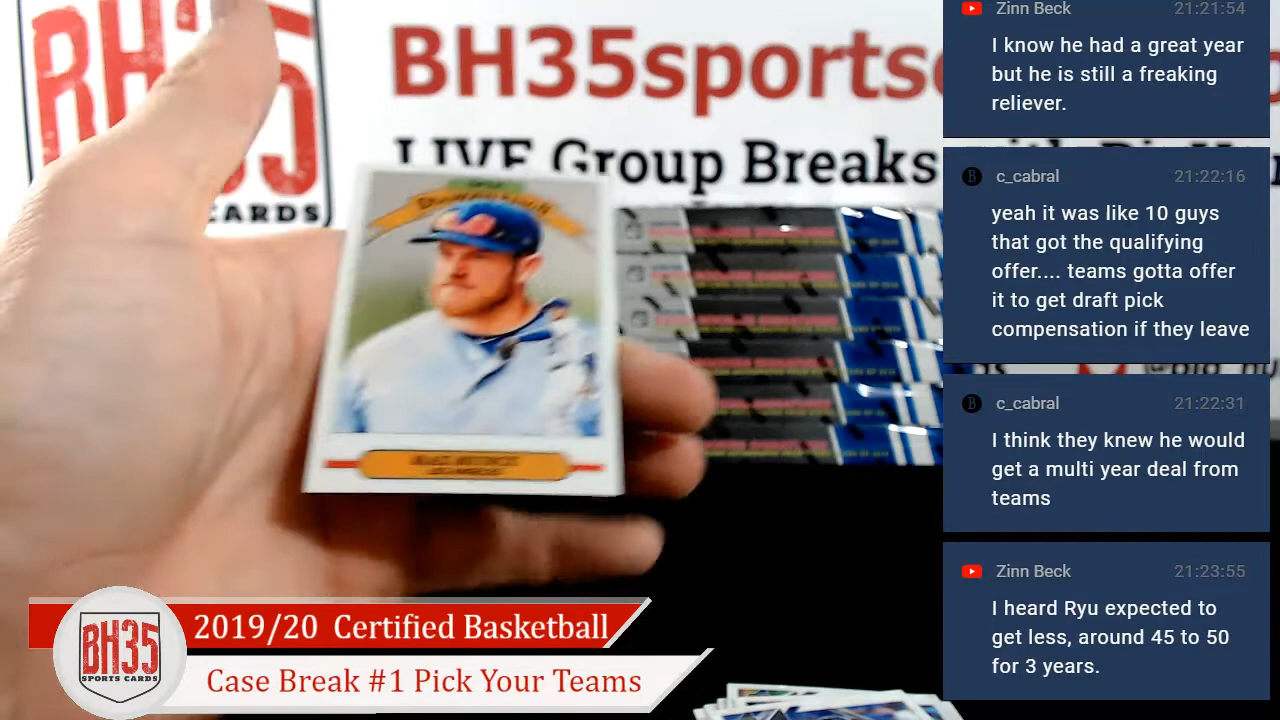 BH35
CARDS
BH35sportsc
LIVE Group Breaks
Zinn Beck 21:21:54
I know he had a great year
but he is still a freaking
reliever.
c_cabral 21:22:16
yeah it was like 10 guys
that got the qualifying
offer.... teams gotta offer
it to get draft pick
compensation if they leave
c_cabral 21:22:31
I think they knew he would
get a multi year deal from
teams
Zinn Beck 21:23:55
I heard Ryu expected to
get less, around 45 to 50
for 3 years.
BH35
SPORTS CARDS
2019/20 Certified Basketball
Case Break #1 Pick Your Teams